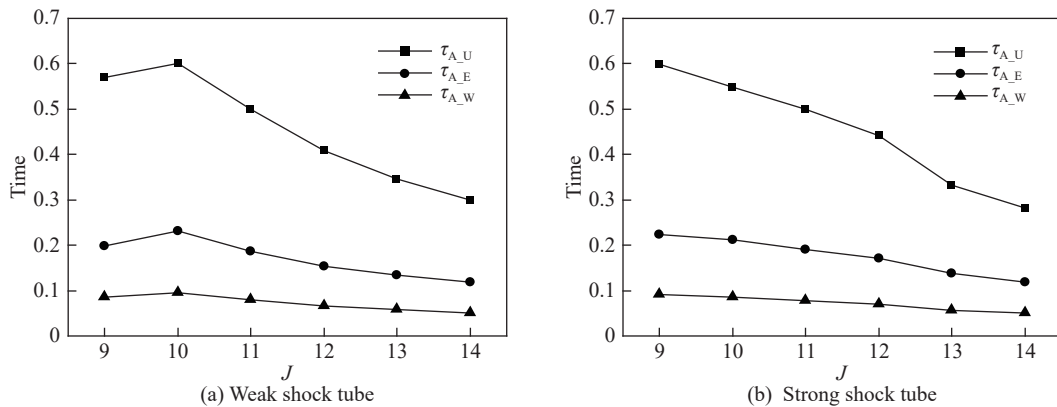 0.7
0.6
0.5
0.4
0.3
0.2
0.1
0
Time
τA_U
τA_E
τA_W
9 10 11 12 13 14
J
(a) Weak shock tube
0.7
0.6
0.5
0.4
0.3
0.2
0.1
0
Time
τA_U
τA_E
τA_W
9 10 11 12 13 14
J
(b) Strong shock tube